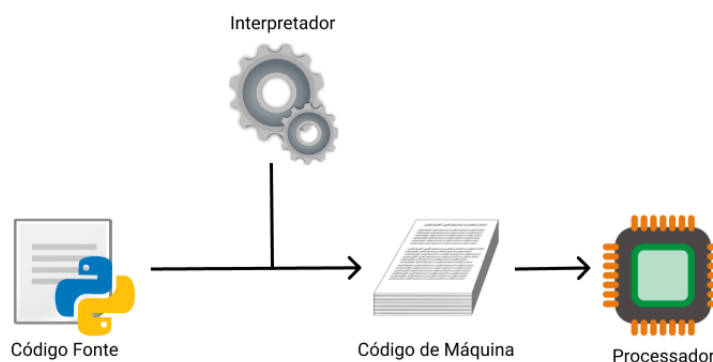 Interpretador
Código Fonte
Código de Máquina
Processador